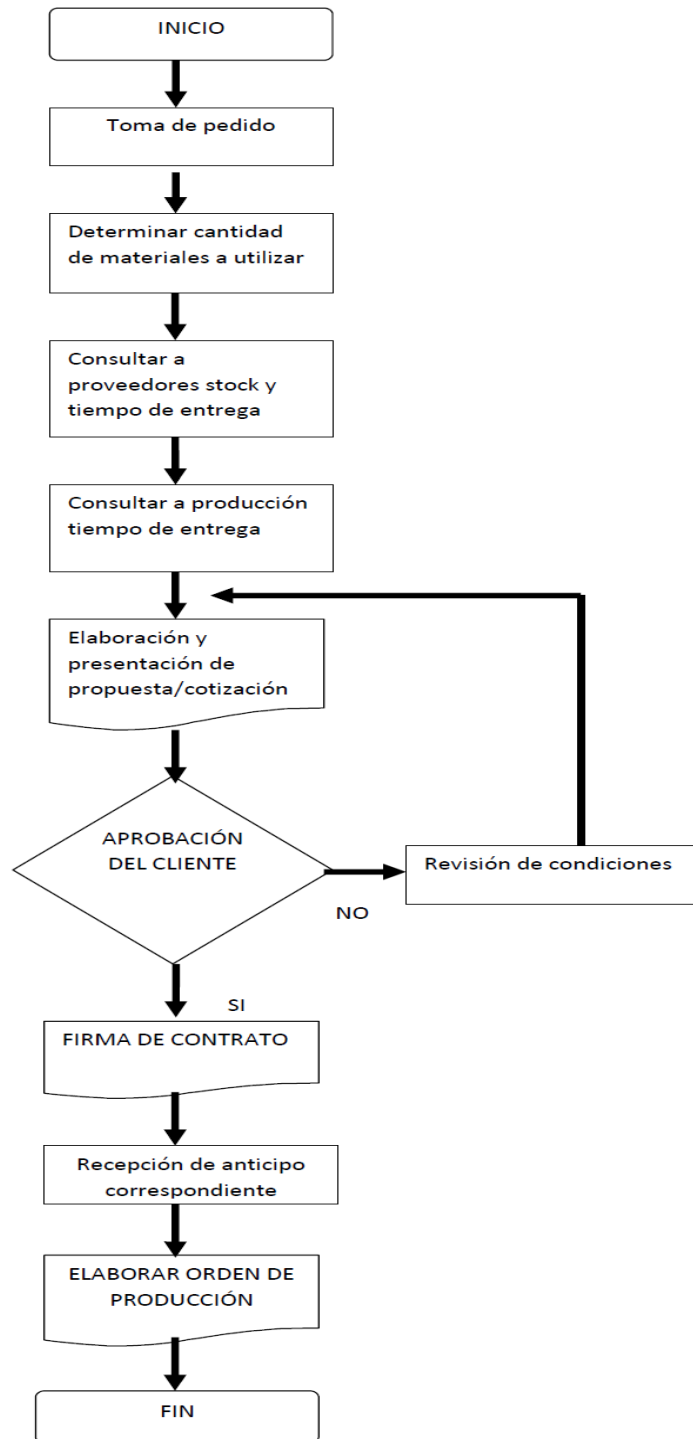 INICIO
Toma de pedido
Determinar cantidad
de materiales a utilizar
Consultar a
proveedores stock y
tiempo de entrega
Consultar a producción
tiempo de entrega
Elaboración y
presentación de
propuesta/cotización
APROBACIÓN
DEL CLIENTE
Revisión de condiciones
NO
SI
FIRMA DE CONTRATO
Recepción de anticipo
correspondiente
ELABORAR ORDEN DE
PRODUCCIÓN
FIN